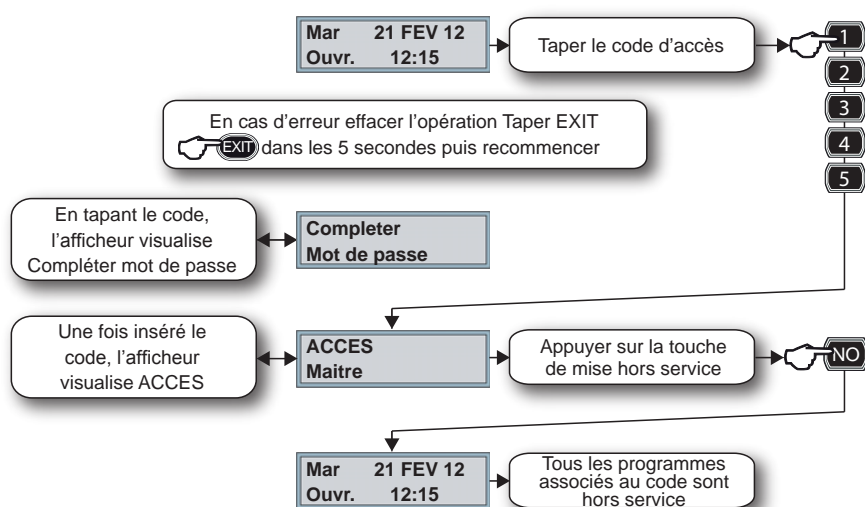 Mar 21 FEV 12
Ouvr. 12:15
Taper le code d'accès
1
2
3
4
5
En cas d'erreur effacer l'opération Taper EXIT
EXIT dans les 5 secondes puis recommencer
En tapant le code,
l'afficheur visualise
Compléter mot de passe
Completer
Mot de passe
Une fois inséré le
code, l'afficheur
visualise ACCES
ACCES
Maitre
Appuyer sur la touche
de mise hors service
NO
Mar 21 FEV 12
Ouvr. 12:15
Tous les programmes
associés au code sont
hors service